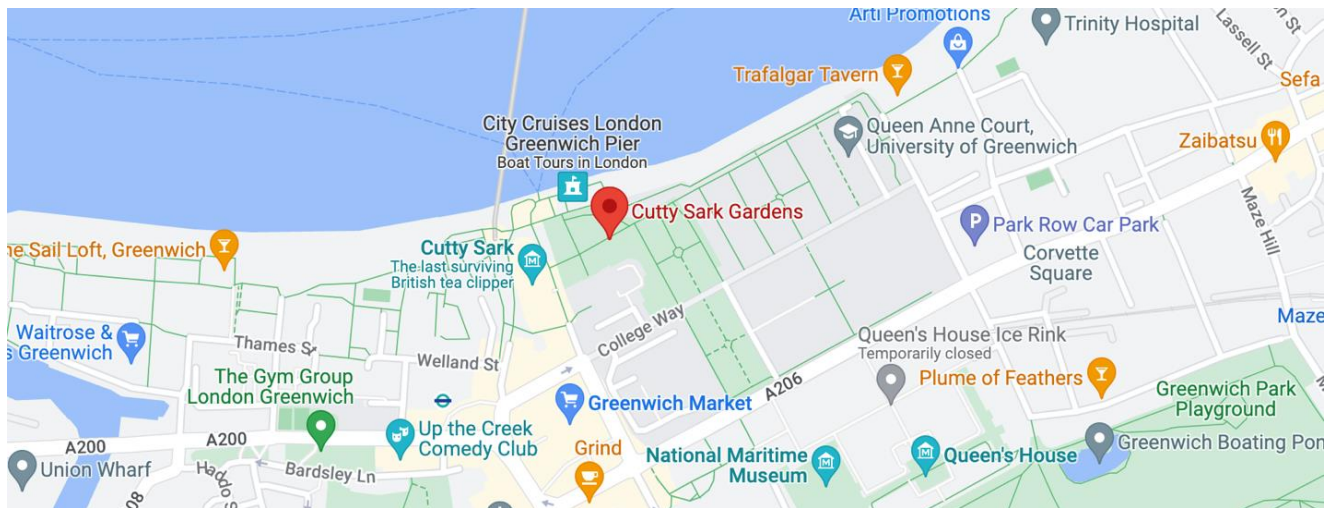 Arti Promotions
Trinity Hospital
Lassell St
n St
Trafalgar Tavern
Sefa
City Cruises London
Greenwich Pier
Boat Tours in London
Queen Anne Court,
University of Greenwich
Zaibatsu
Cutty Sark Gardens
Park Row Car Park
Maze Hill
ne Sail Loft, Greenwich
Cutty Sark
The last surviving
British tea clipper
Corvette
Square
College Way
Waitrose &
s Greenwich
Thames S
Welland St
Queen's House Ice Rink
Temporarily closed
Maze
The Gym Group
London Greenwich
A206
Plume of Feathers
Greenwich Park
Playground
Greenwich Market
A200
A200
Up the Creek
Comedy Club
Grind
National Maritime
Museum
Queen's House
Greenwich Boating Pon
Union Wharf
Haddo S
Bardsley Ln
08